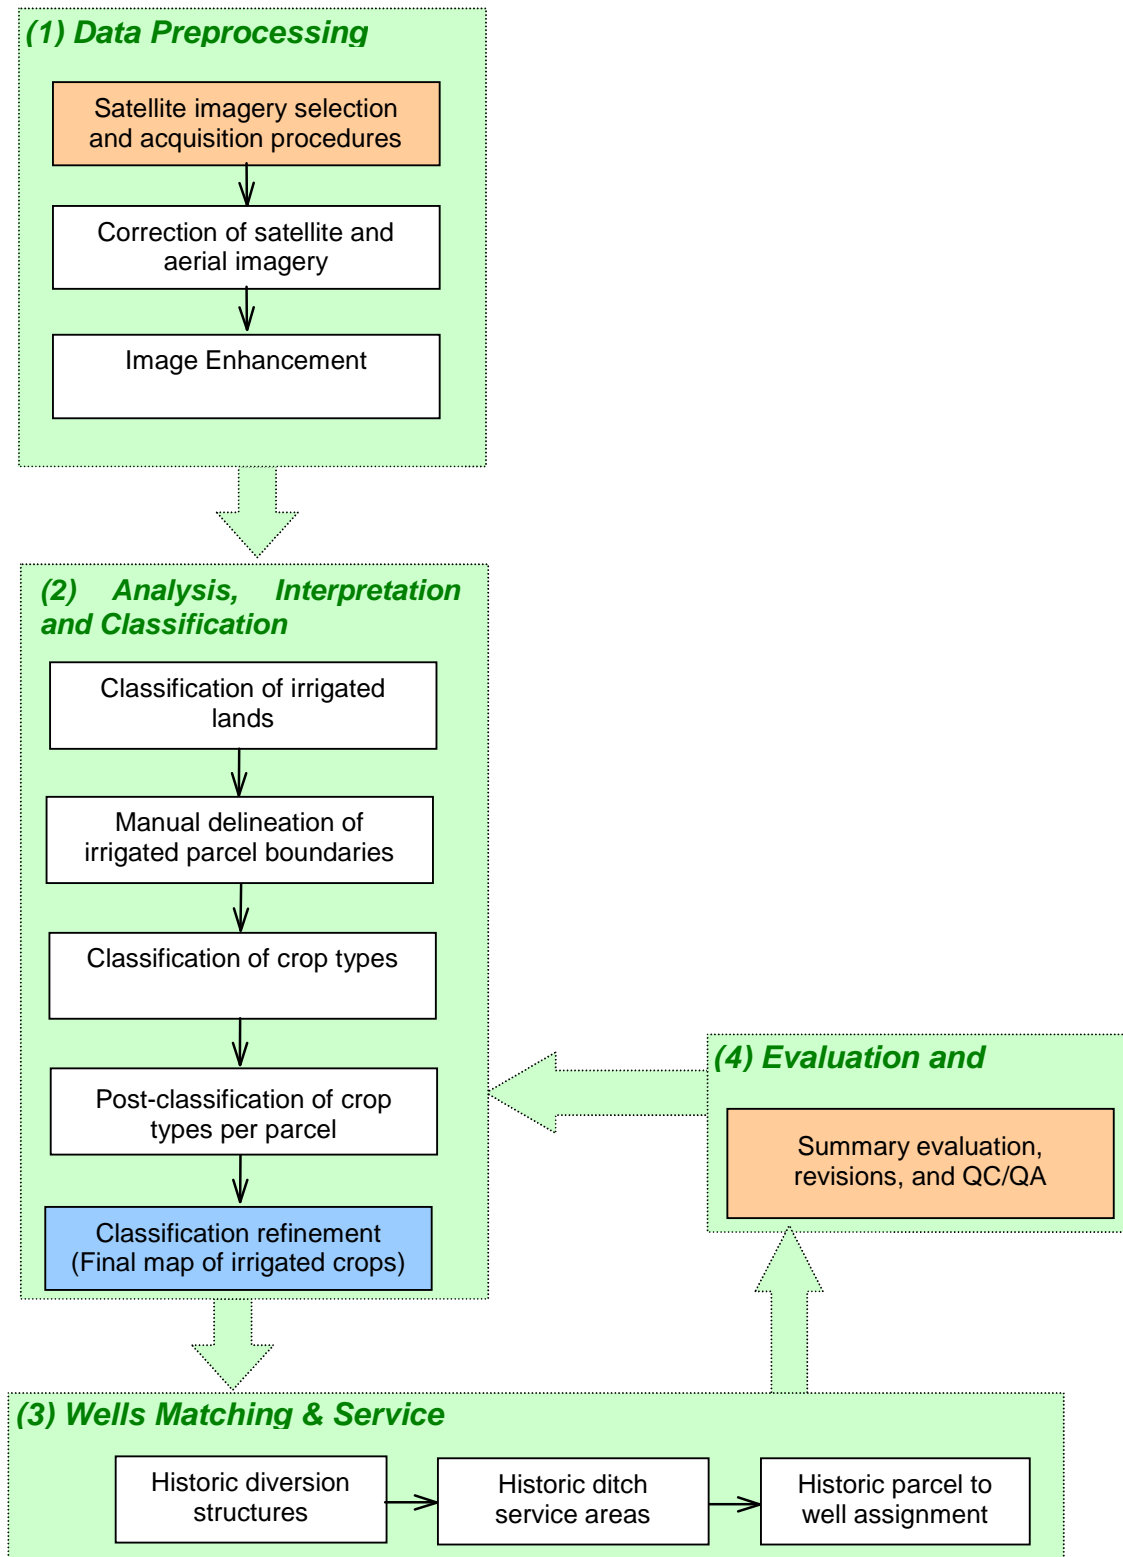 (1) Data Preprocessing
Satellite imagery selection
and acquisition procedures
Correction of satellite and
aerial imagery
Image Enhancement
(2) Analysis, Interpretation
and Classification
Classification of irrigated
lands
Manual delineation of
irrigated parcel boundaries
Classification of crop types
Post-classification of crop
types per parcel
Classification refinement
(Final map of irrigated crops)
(4) Evaluation and
Summary evaluation,
revisions, and QC/QA
(3) Wells Matching & Service
Historic diversion
structures
Historic ditch
service areas
Historic parcel to
well assignment